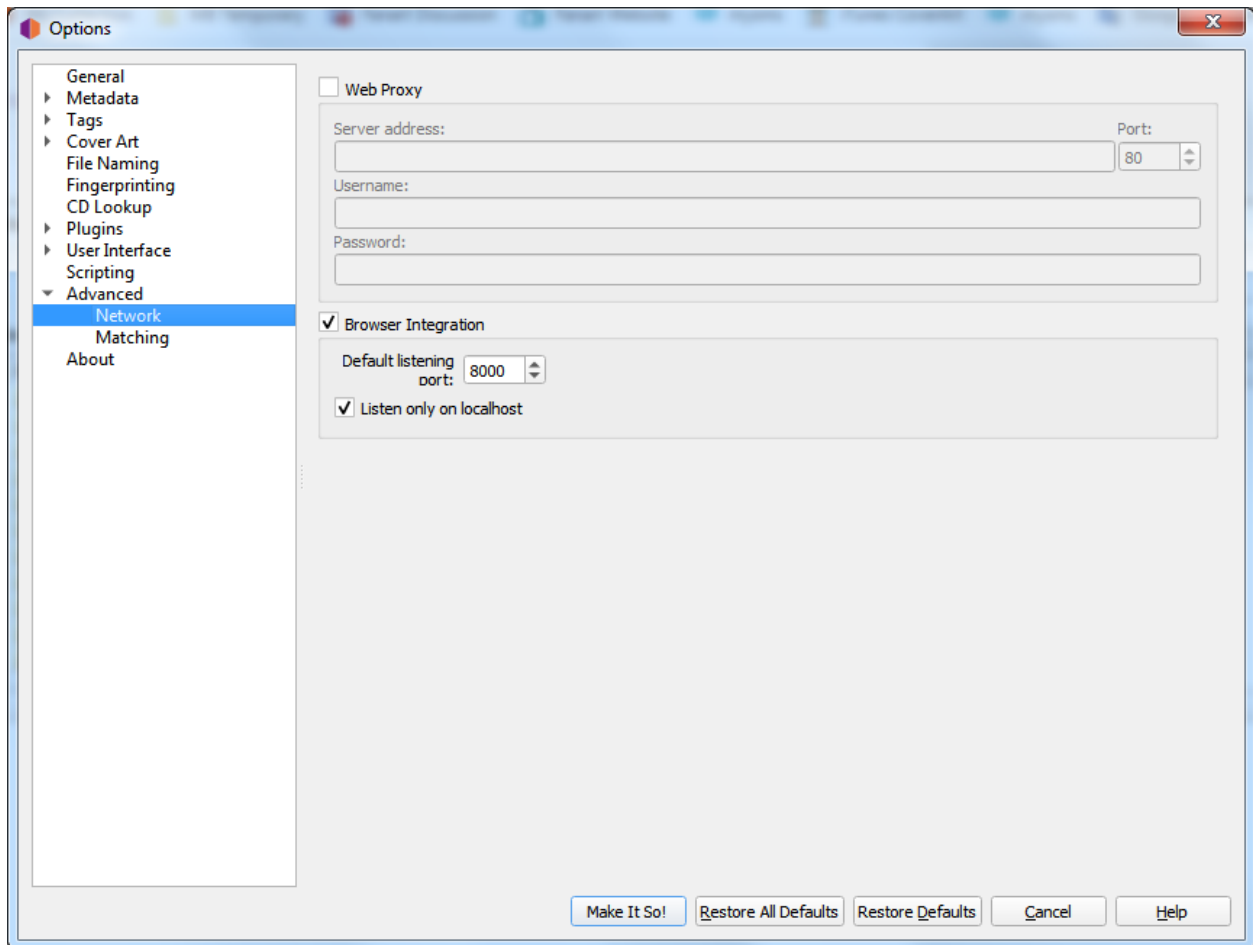 Options
General
Metadata
Tags
Cover Art
File Naming
Fingerprinting
CD Lookup
Plugins
User Interface
Scripting
Advanced
Network
Matching
About
Web Proxy
Server address: Port:
80
Username:
Password:
Browser Integration
Default listening
port: 8000
Listen only on localhost
Make It So! Restore All Defaults Restore Defaults Cancel Help